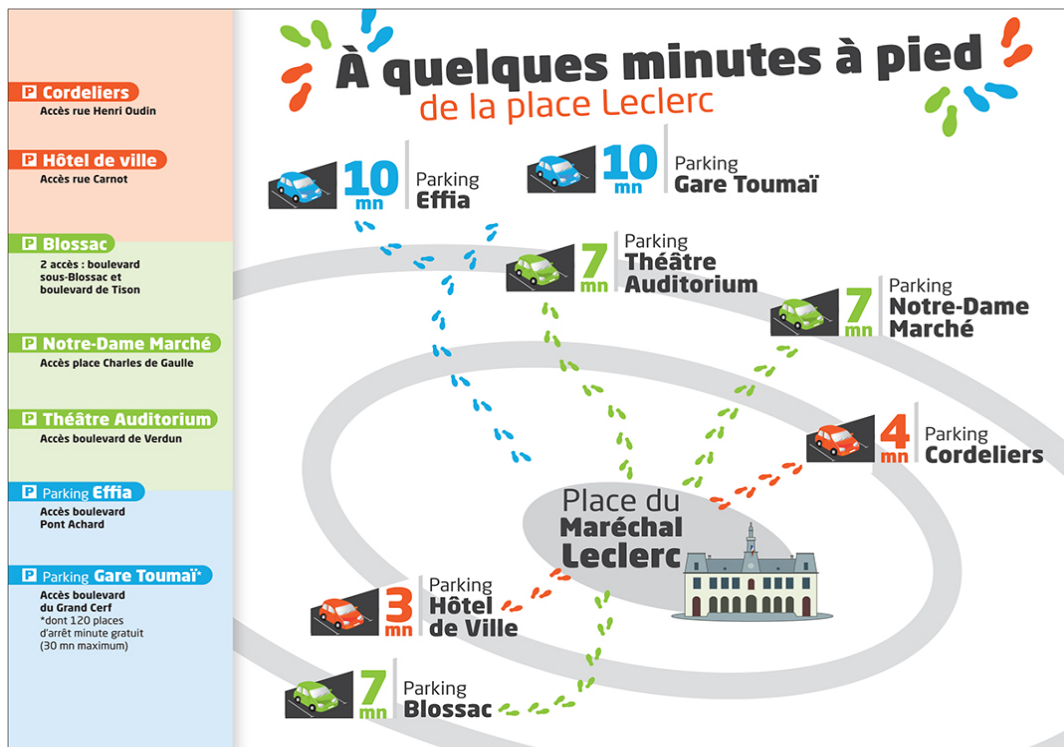 P Cordeliers
Accès rue Henri Oudin
P Hôtel de ville
Accès rue Carnot
P Blossac
2 accès : boulevard
sous-Blossac et
boulevard de Tison
P Notre-Dame Marché
Accès place Charles de Gaulle
P Théâtre Auditorium
Accès boulevard de Verdun
P Parking Effia
Accès boulevard
Pont Achard
P Parking Gare Toumaï*
Accès boulevard
du Grand Cerf
*dont 120 places
d'arrêt minute gratuit
(30 mn maximum)
À quelques minutes à pied
de la place Leclerc
10 mn
Parking
Effia
10 mn
Parking
Gare Toumaï
7 mn
Parking
Théâtre
Auditorium
7 mn
Parking
Notre-Dame
Marché
4 mn
Parking
Cordeliers
Place du
Maréchal
Leclerc
3 mn
Parking
Hôtel
de Ville
7 mn
Parking
Blossac